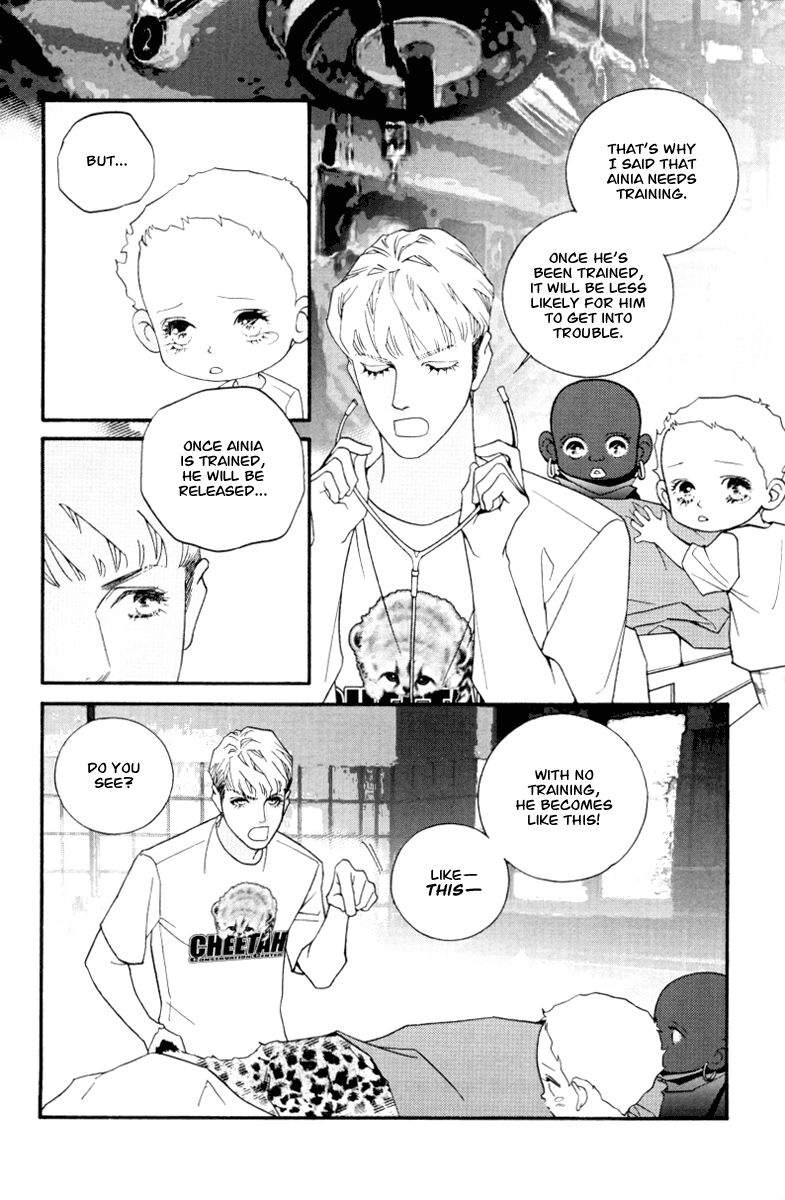 THAT'S WHY
I SAID THAT
AINIA NEEDS
TRAINING.
ONCE HE'S
BEEN TRAINED,
IT WILL BE LESS
LIKELY FOR HIM
TO GET INTO
TROUBLE.
BUT...
ONCE AINIA
IS TRAINED,
HE WILL BE
RELEASED...
DO YOU
SEE?
WITH NO
TRAINING,
HE BECOMES
LIKE THIS!
LIKE—
THIS—
CHEETAH
CONSERVATION CENTER